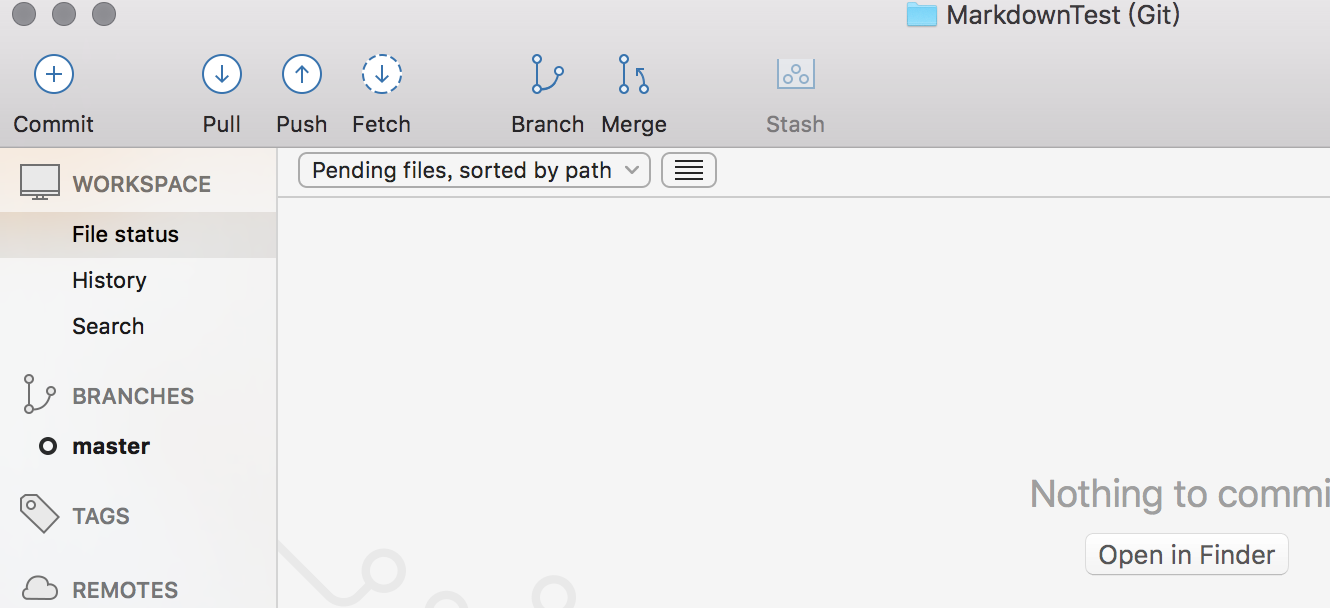 MarkdownTest (Git)
Commit Pull Push Fetch Branch Merge Stash
WORKSPACE
Pending files, sorted by path
File status
History
Search
BRANCHES
master
TAGS
REMOTES
Nothing to commi
Open in Finder